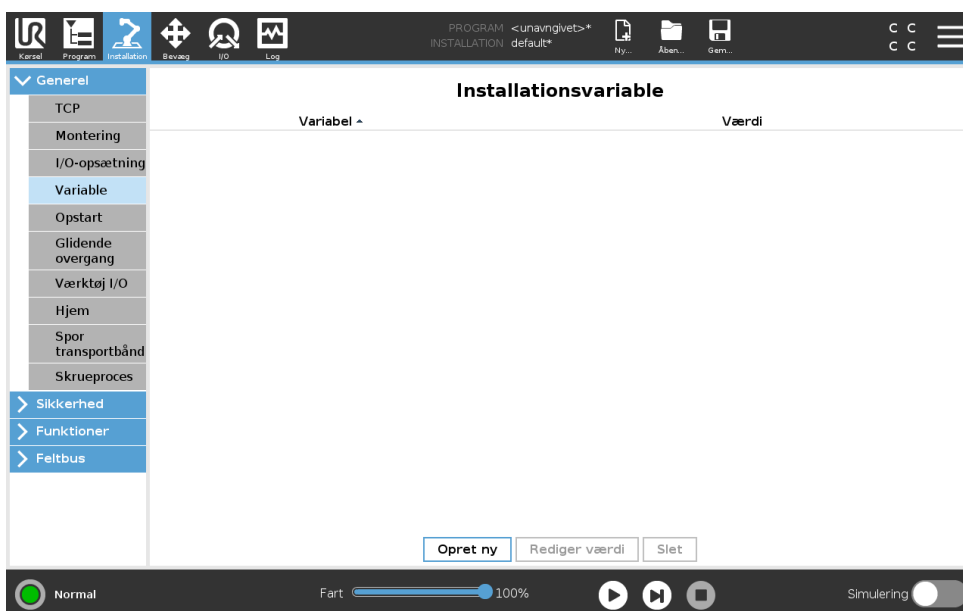 UR
PROGRAM <unavngivet>*
INSTALLATION default*
C C
C C
Kørsel Program Installation Bevæg I/O Log Ny... Åben... Gem...
Generel
TCP
Montering
I/O-opsætning
Variable
Opstart
Glidende
overgang
Værktøj I/O
Hjem
Spor
transportbånd
Skrueproces
Sikkerhed
Funktioner
Feltbus
Installationsvariable
Variabel Værdi
Opret ny Rediger værdi Slet
Normal Fart 100% Simulering